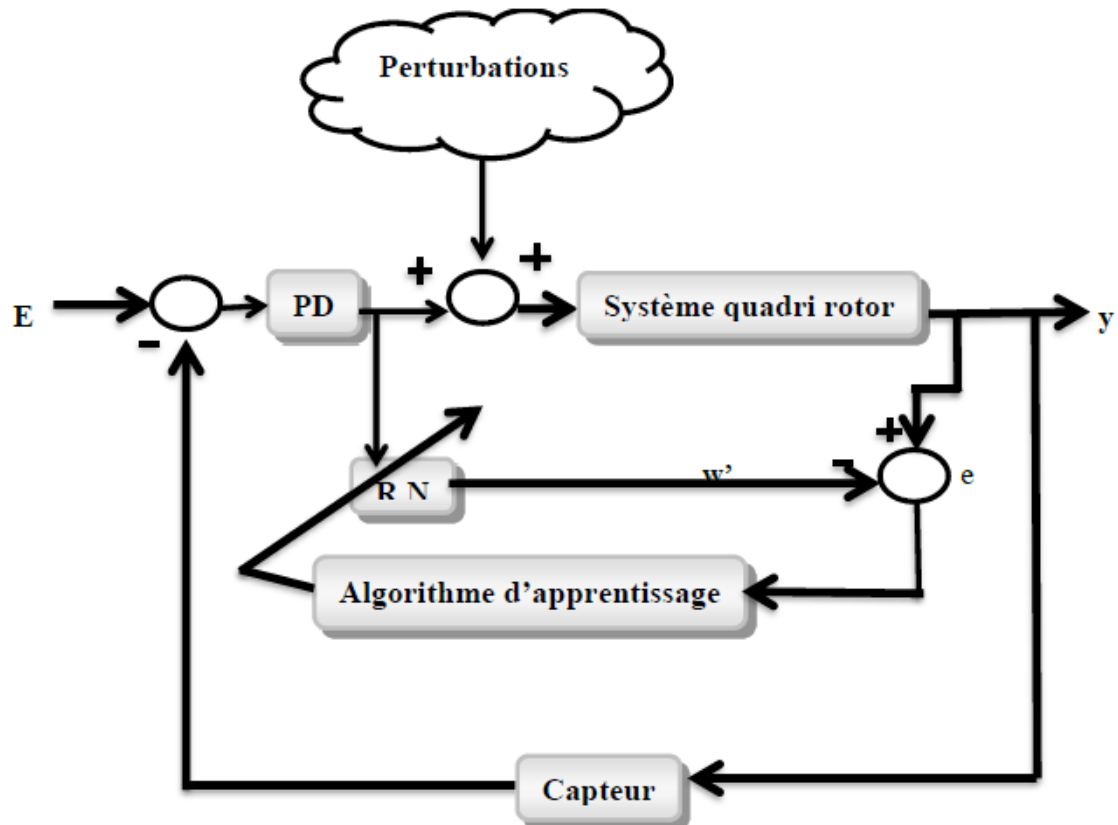 Perturbations
+
+
E
-
PD
Système quadri rotor
y
+
-
R N
w’
e
Algorithme d’apprentissage
Capteur